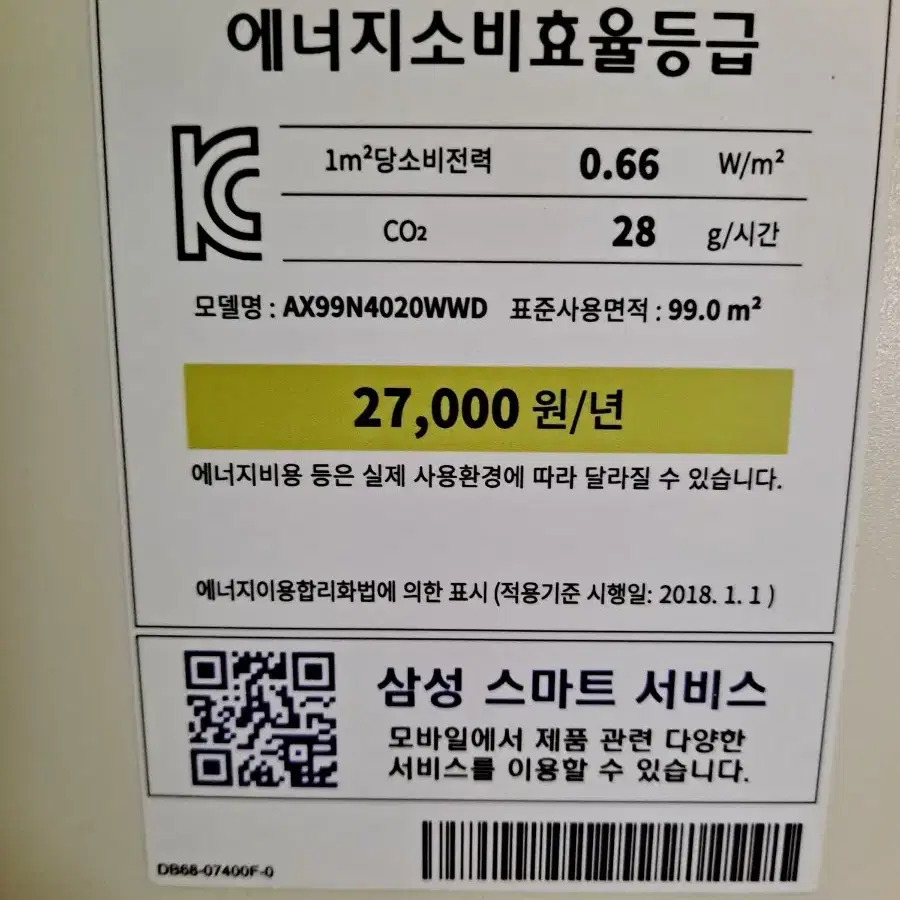 에너지소비효율등급
1m²당소비전력 0.66 W/m²
CO₂ 28 g/시간
모델명 : AX99N4020WWD 표준사용면적 : 99.0 m²
27,000 원/년
에너지비용 등은 실제 사용환경에 따라 달라질 수 있습니다.
에너지이용합리화법에 의한 표시 (적용기준 시행일: 2018. 1. 1 )
삼성 스마트 서비스
모바일에서 제품 관련 다양한
서비스를 이용할 수 있습니다.
DB68-07400F-0